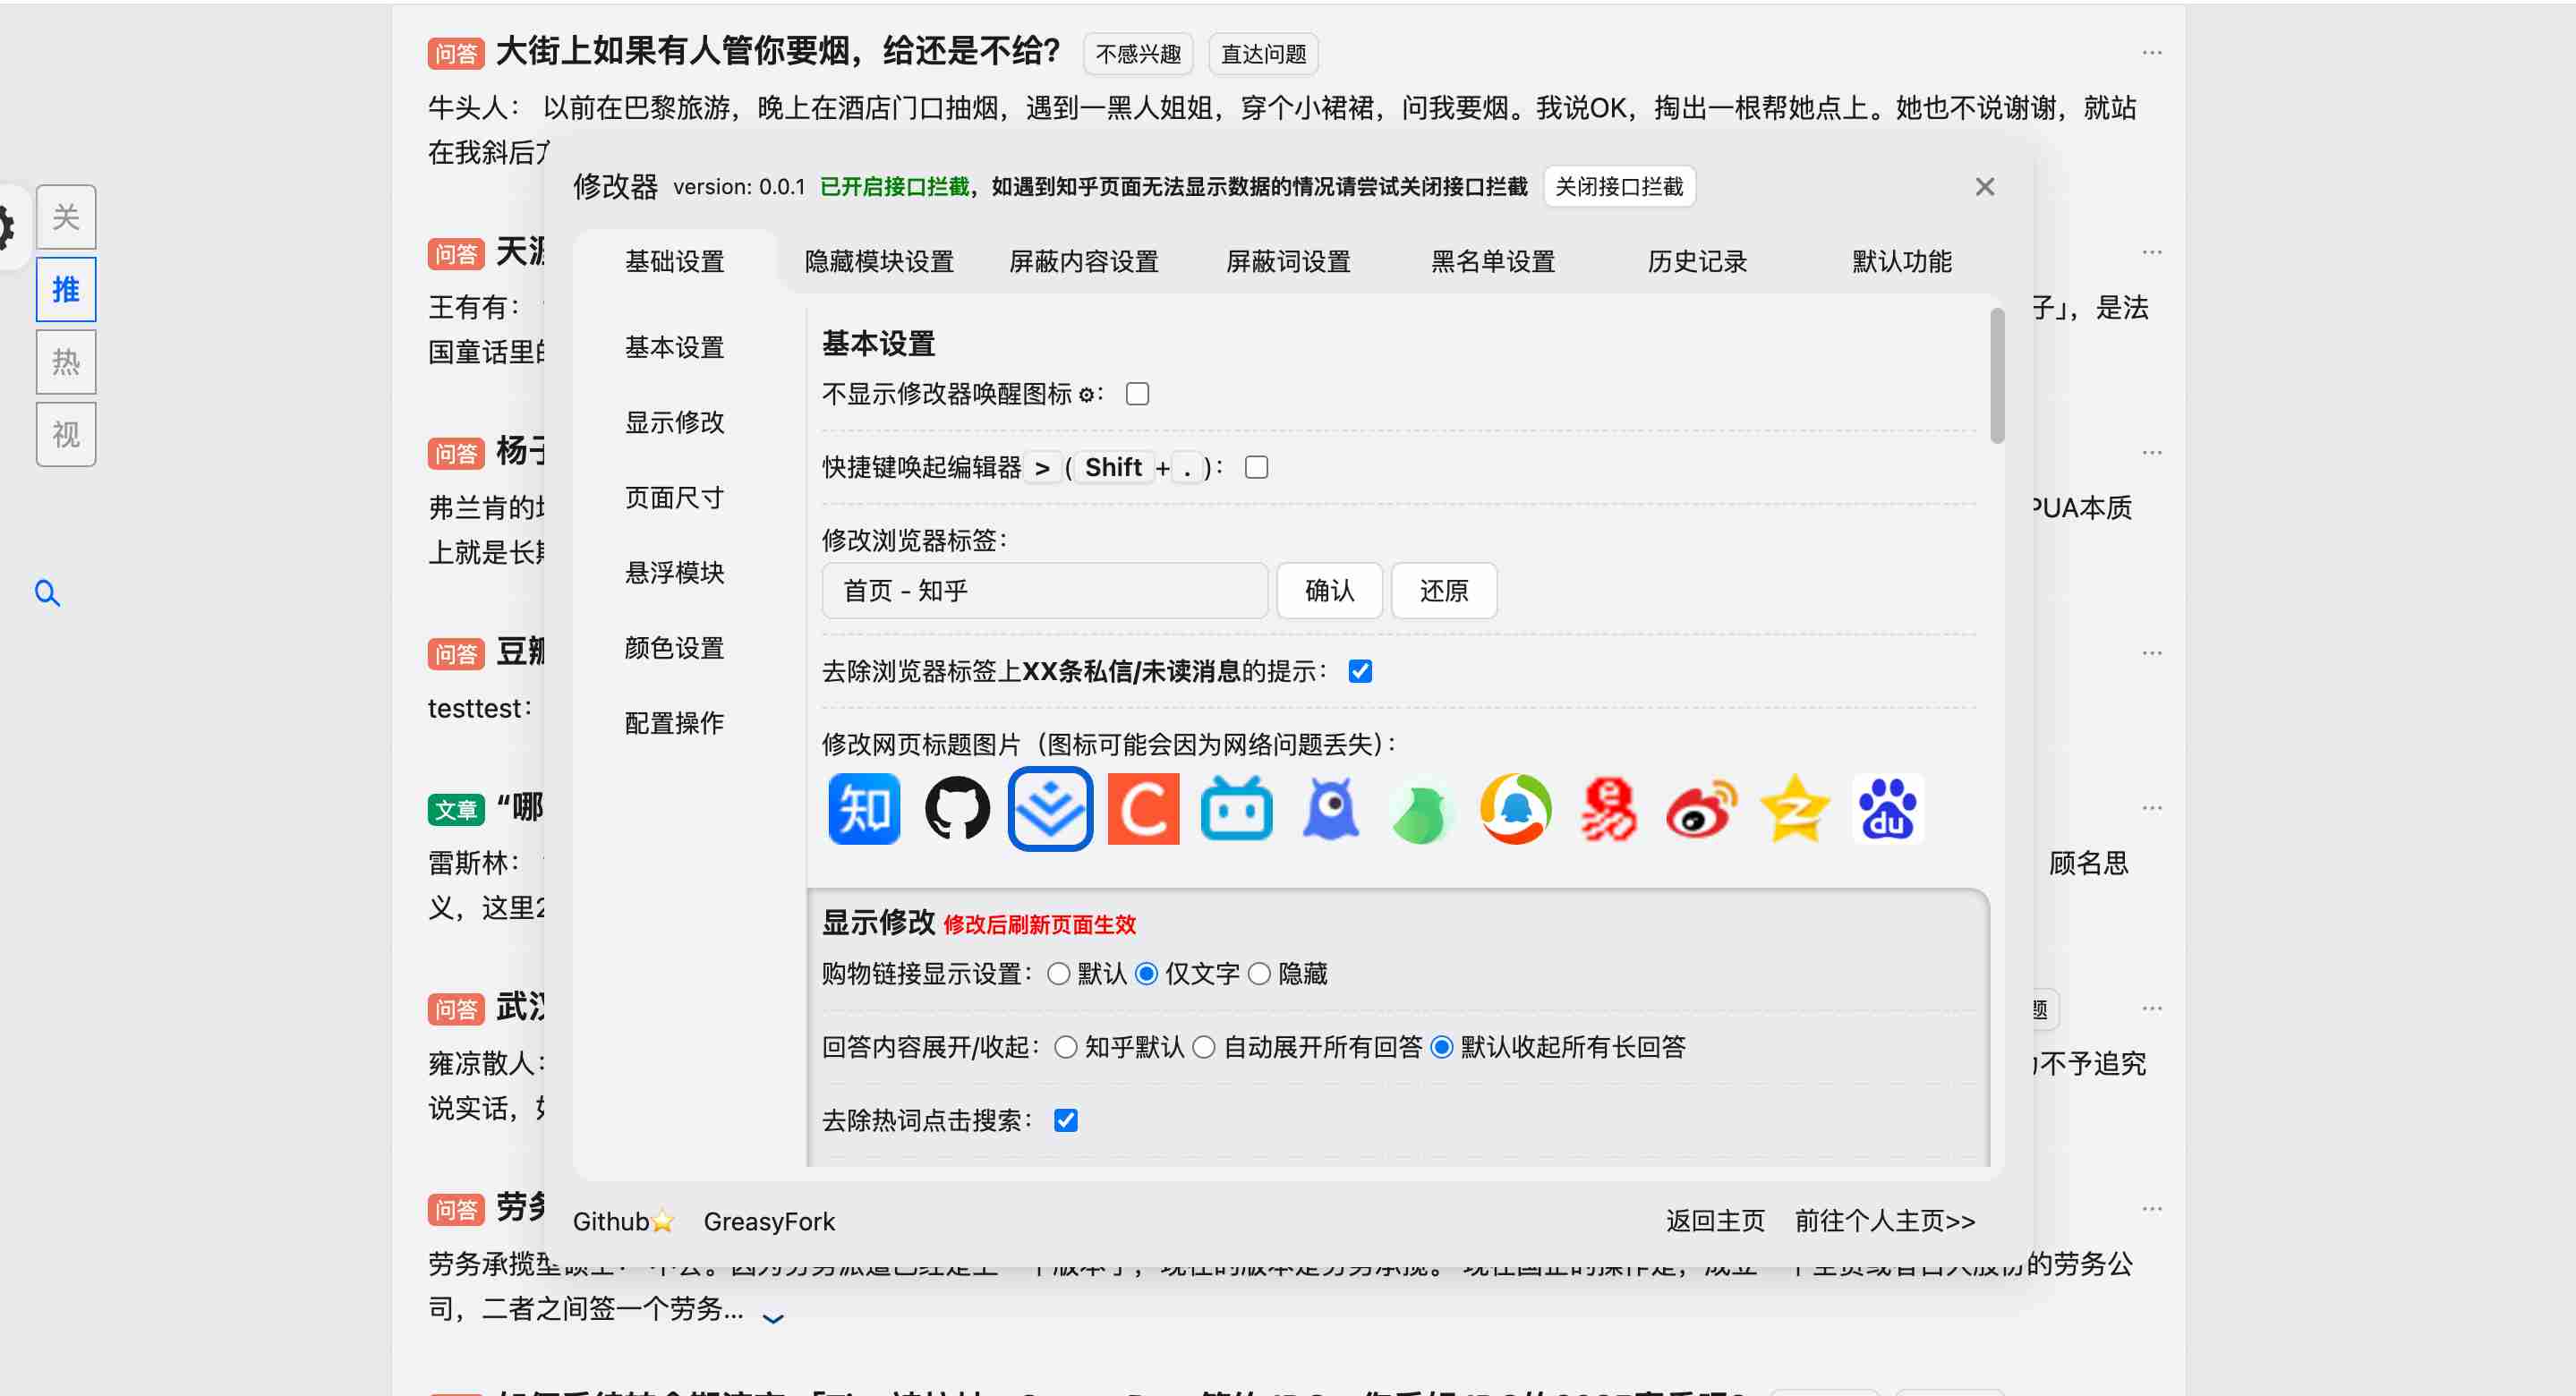 问答 大街上如果有人管你要烟，给还是不给？ 不感兴趣 直达问题
牛头人： 以前在巴黎旅游，晚上在酒店门口抽烟，遇到一黑人姐姐，穿个小裙裙，问我要烟。我说OK，掏出一根帮她点上。她也不说谢谢，就站
在我斜后
关
推
热
视
问答
王有有：
子」，是法
国童话里
问答
弗兰肯的
PUA本质
上就是长
问答
testtest：
文章 “哪
雷斯林：
顾名思
义，这里
问答
雍凉散人：
不予追究
说实话，
问答
修改器 version: 0.0.1 已开启接口拦截，如遇到知乎页面无法显示数据的情况请尝试关闭接口拦截 关闭接口拦截
基础设置 隐藏模块设置 屏蔽内容设置 屏蔽词设置 黑名单设置 历史记录 默认功能
基本设置
显示修改
页面尺寸
悬浮模块
颜色设置
配置操作
基本设置
不显示修改器唤醒图标 ⚙：
快捷键唤起编辑器 > ( Shift + . )：
修改浏览器标签：
首页 - 知乎 确认 还原
去除浏览器标签上XX条私信/未读消息的提示：
修改网页标题图片（图标可能会因为网络问题丢失）：
知 易 Z du
显示修改 修改后刷新页面生效
购物链接显示设置： 默认 仅文字 隐藏
回答内容展开/收起： 知乎默认 自动展开所有回答 默认收起所有长回答
去除热词点击搜索：
Github⭐ GreasyFork 返回主页 前往个人主页>>
劳务承揽
的劳务公
司，二者之间签一个劳务...